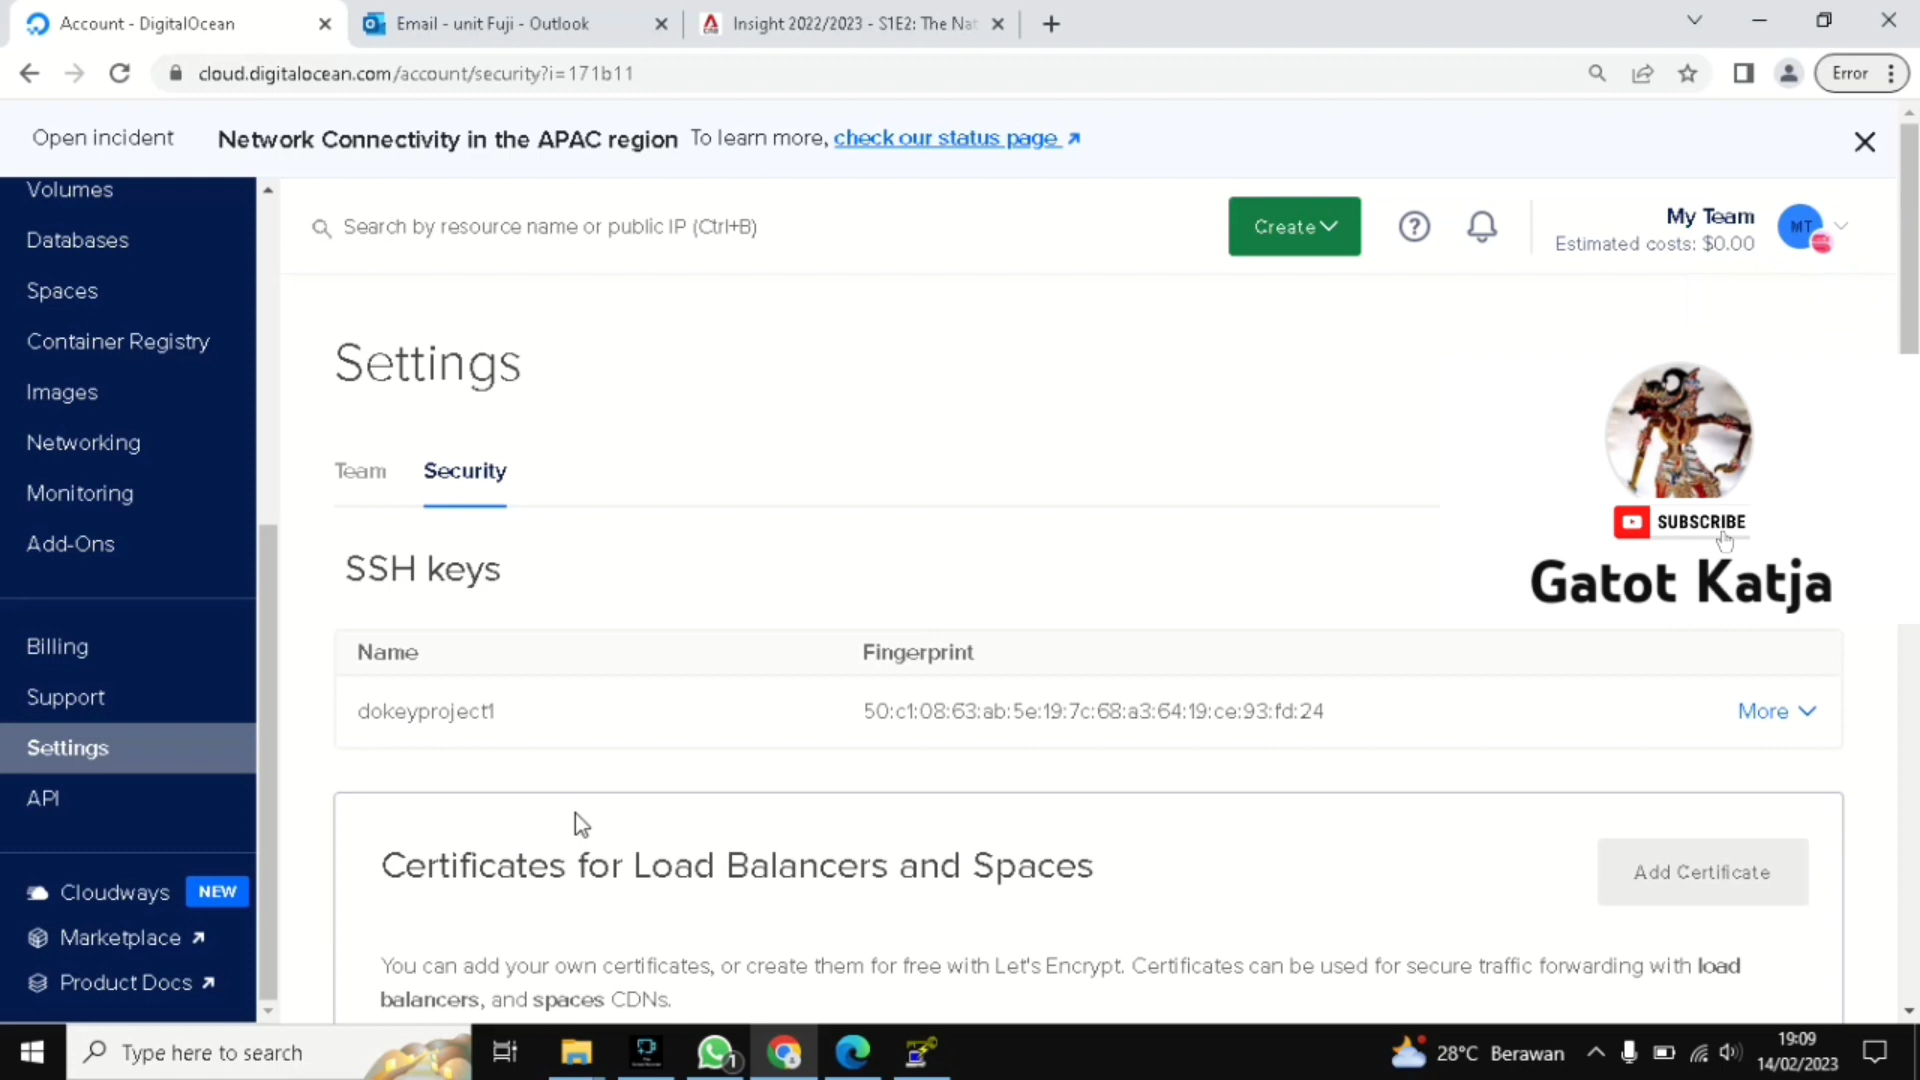 Account - DigitalOcean
Email - unit Fuji - Outlook
Insight 2022/2023 - S1E2: The Nat
cloud.digitalocean.com/account/security?i=171b11
Error
Open incident Network Connectivity in the APAC region To learn more, check our status page
Volumes
Databases
Spaces
Container Registry
Images
Networking
Monitoring
Add-Ons
Billing
Support
Settings
API
Cloudways NEW
Marketplace
Product Docs
Search by resource name or public IP (Ctrl+B)
Create
My Team
Estimated costs: $0.00
MT
Settings
Team Security
SUBSCRIBE
Gatot Katja
SSH keys
Name Fingerprint
dokeyproject1 50:c1:08:63:ab:5e:19:7c:68:a3:64:19:ce:93:fd:24 More
Certificates for Load Balancers and Spaces
Add Certificate
You can add your own certificates, or create them for free with Let's Encrypt. Certificates can be used for secure traffic forwarding with load
balancers, and spaces CDNs.
Type here to search
1
28°C Berawan
19:09
14/02/2023